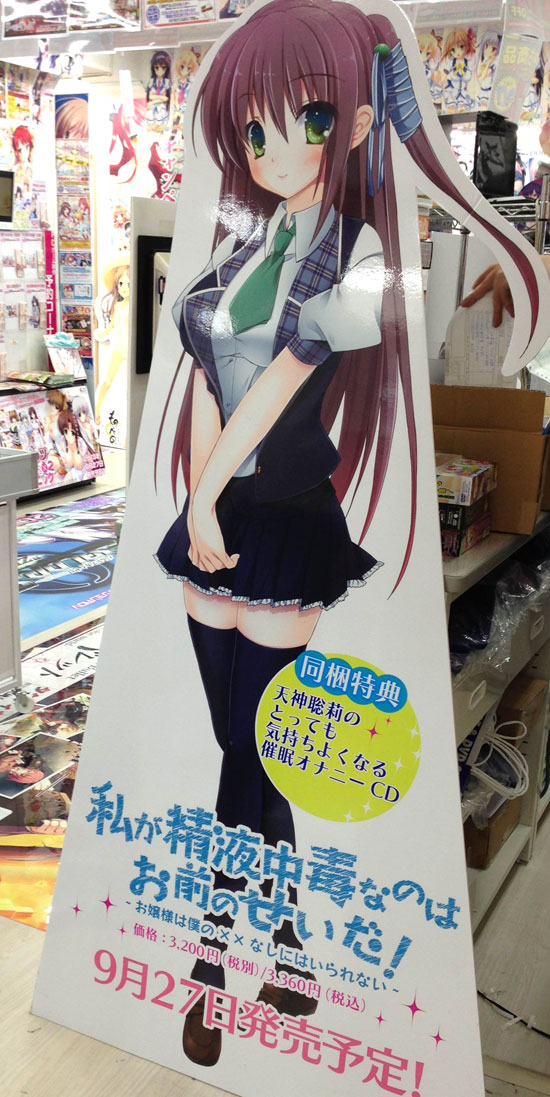 同梱特典
天神聡莉の
とっても
気持ちよくなる
催眠オナニーCD
私が精液中毒なのは
お前のせいだ!
- お嬢様は僕の××なしにはいられない -
価格:3,200円(税別)/3,360円(税込)
9月27日発売予定!